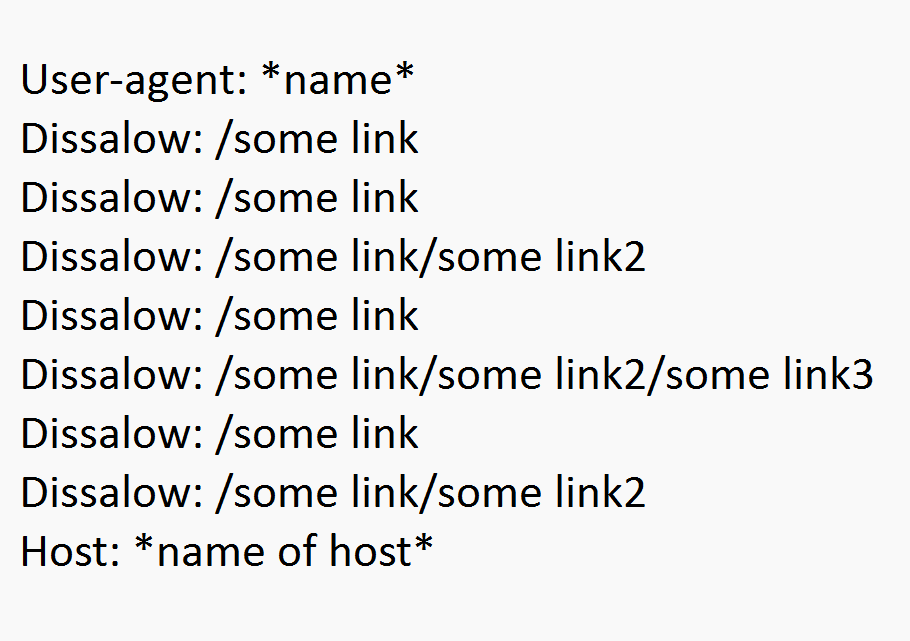 User-agent: *name*
Dissalow: /some link
Dissalow: /some link
Dissalow: /some link/some link2
Dissalow: /some link
Dissalow: /some link/some link2/some link3
Dissalow: /some link
Dissalow: /some link/some link2
Host: *name of host*